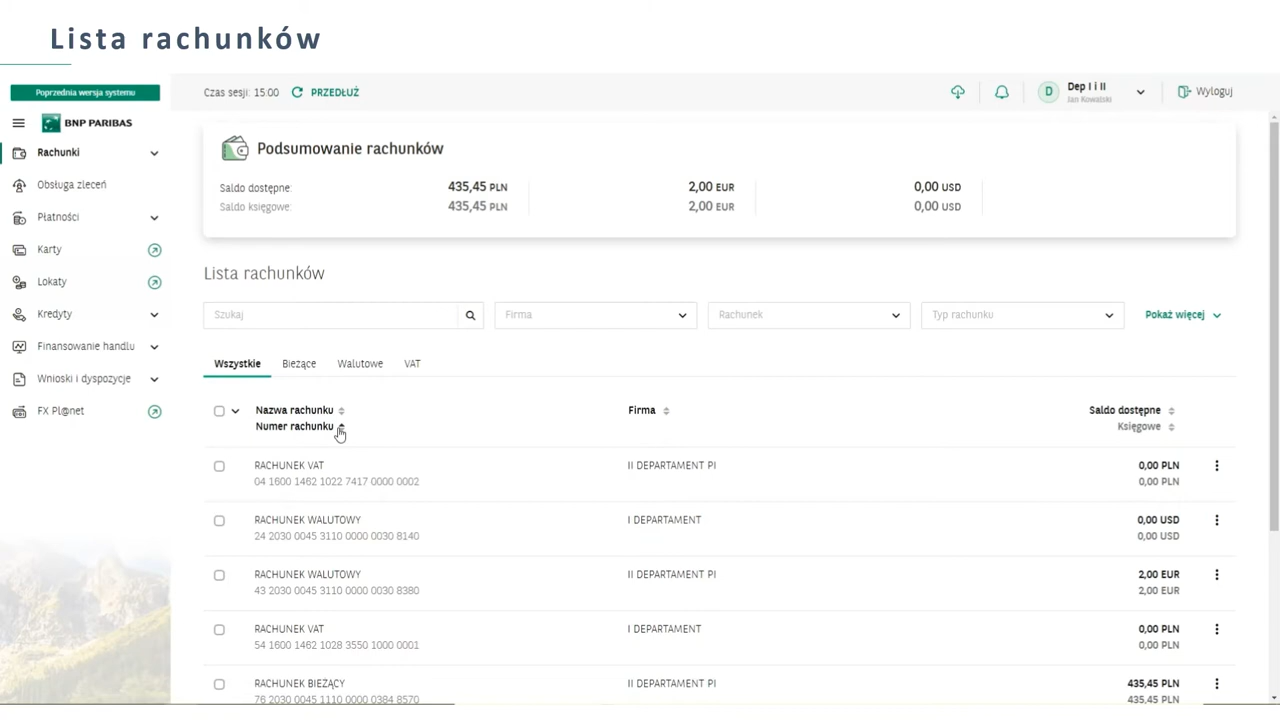 Lista rachunków
Poprzednia wersja systemu
Czas sesji: 15:00 PRZEDŁUŻ
Dep I i II
Jan Kowalski
Wyloguj
BNP PARIBAS
Rachunki
Obsługa zleceń
Płatności
Karty
Lokaty
Kredyty
Finansowanie handlu
Wnioski i dyspozycje
FX Pl@net
Podsumowanie rachunków
Saldo dostępne: 435,45 PLN 2,00 EUR 0,00 USD
Saldo księgowe: 435,45 PLN 2,00 EUR 0,00 USD
Lista rachunków
Szukaj Firma Rachunek Typ rachunku Pokaż więcej
Wszystkie Bieżące Walutowe VAT
Nazwa rachunku Firma Saldo dostępne
Numer rachunku Księgowe
RACHUNEK VAT II DEPARTAMENT PI 0,00 PLN
04 1600 1462 1022 7417 0000 0002 0,00 PLN
RACHUNEK WALUTOWY I DEPARTAMENT 0,00 USD
24 2030 0045 3110 0000 0030 8140 0,00 USD
RACHUNEK WALUTOWY II DEPARTAMENT PI 2,00 EUR
43 2030 0045 3110 0000 0030 8380 2,00 EUR
RACHUNEK VAT I DEPARTAMENT 0,00 PLN
54 1600 1462 1028 3550 1000 0001 0,00 PLN
RACHUNEK BIEŻĄCY II DEPARTAMENT PI 435,45 PLN
76 2030 0045 1110 0000 0384 8570 435,45 PLN
D